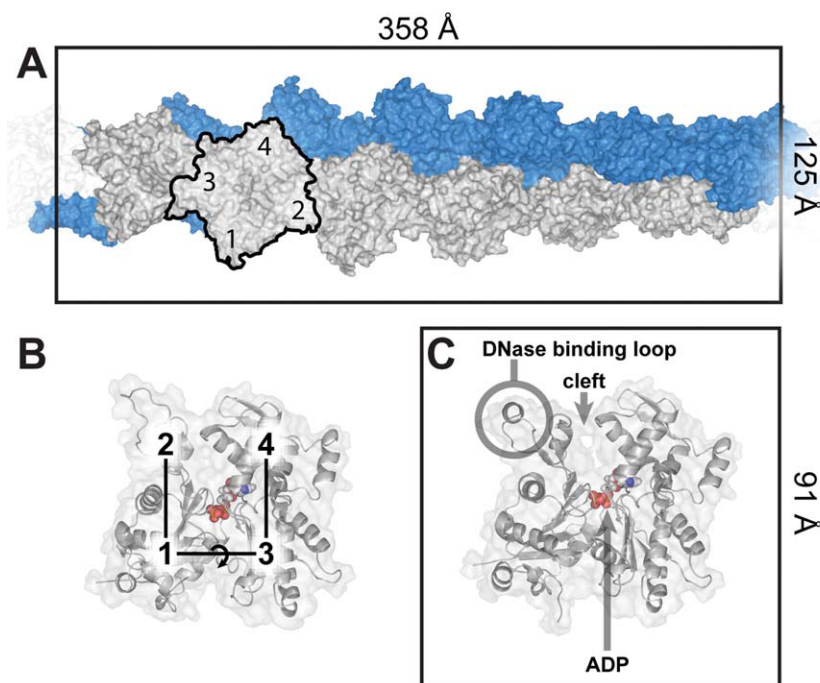 358 Å
A
125 Å
4
3
2
1
B
2 4
1 3
C
DNase binding loop
cleft
ADP
91 Å